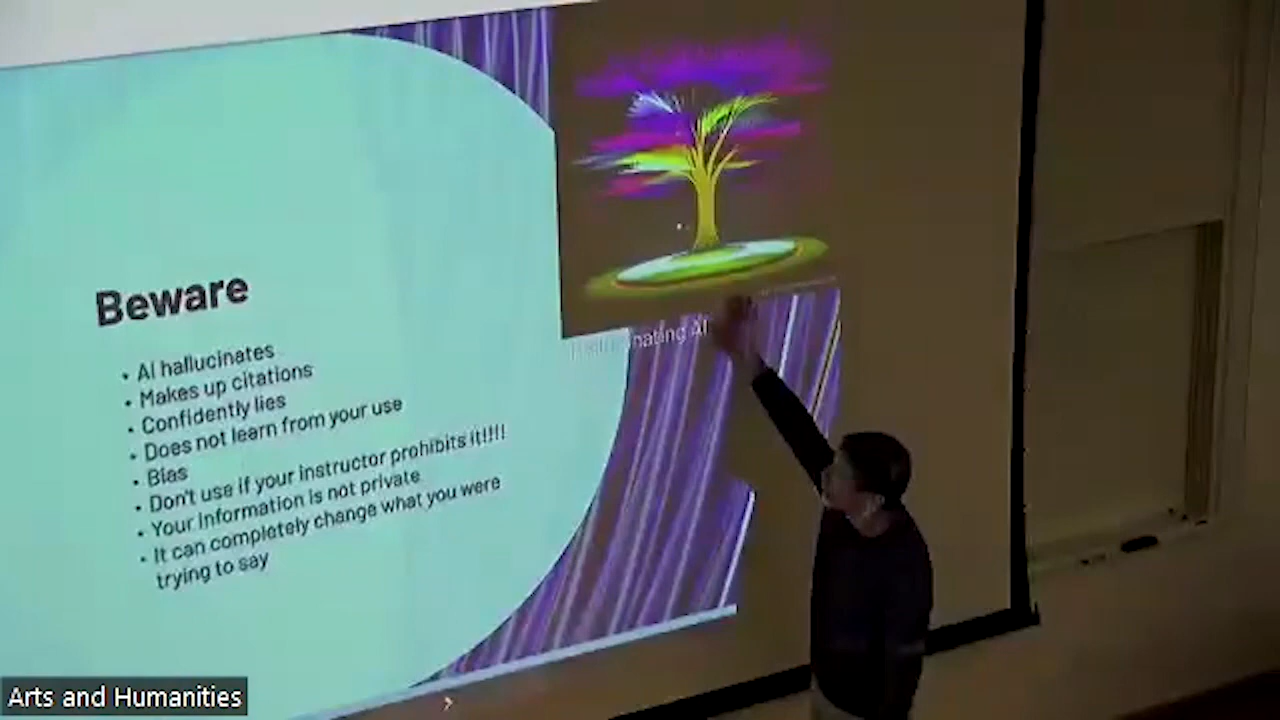 Beware
• AI hallucinates
• Makes up citations
• Confidently lies
• Does not learn from your use
• Bias
• Don't use if your instructor prohibits it!!!!
• Your information is not private
• It can completely change what you were
trying to say
AI
Arts and Humanities